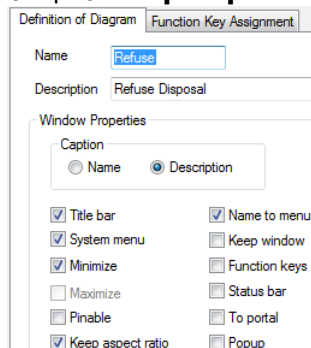 Definition of Diagram Function Key Assignment
Name Refuse
Description Refuse Disposal
Window Properties
Caption
Name Description
Title bar Name to menu
System menu Keep window
Minimize Function keys
Maximize Status bar
Pinable To portal
Keep aspect ratio Popup